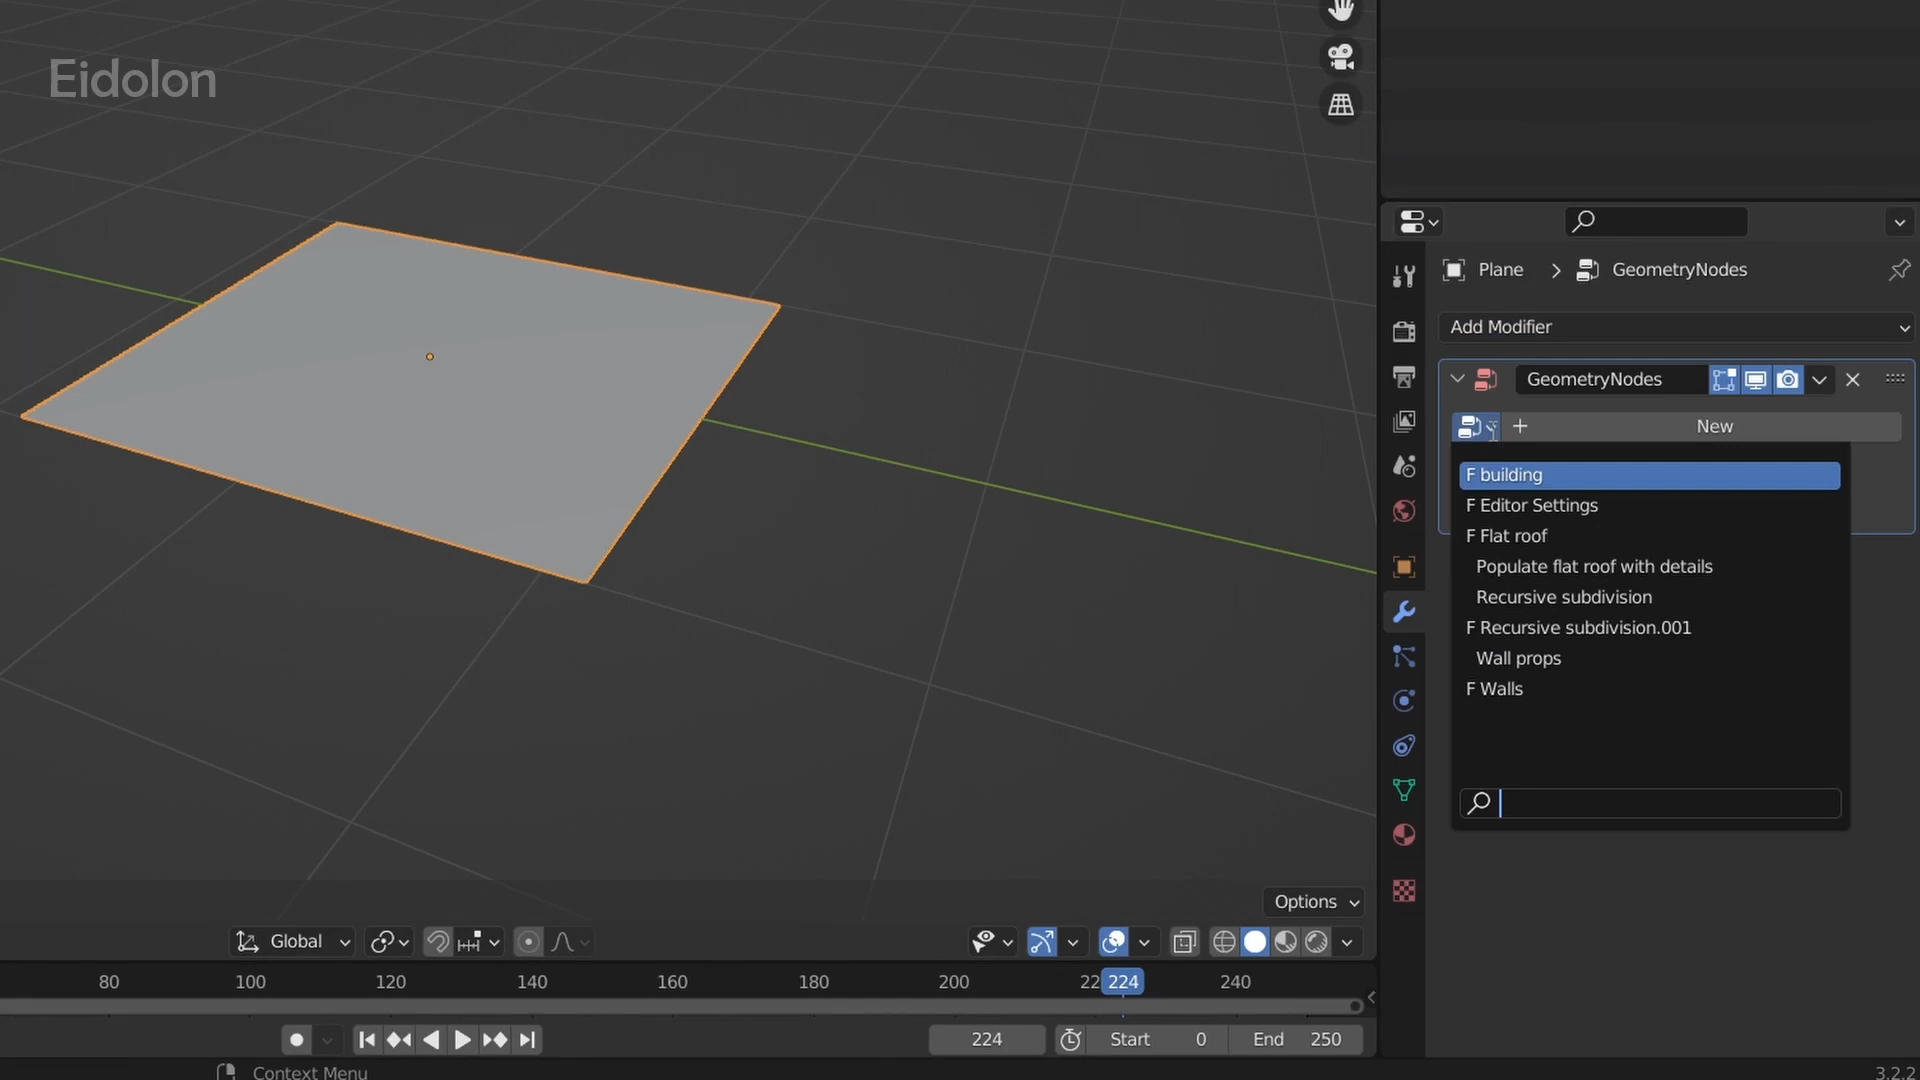 Eidolon
Plane
GeometryNodes
Add Modifier
GeometryNodes
New
F building
F Editor Settings
F Flat roof
Populate flat roof with details
Recursive subdivision
F Recursive subdivision.001
Wall props
F Walls
Options
Global
80
100
120
140
160
180
200
22
224
240
224
Start
0
End
250
Context Menu
3.2.2